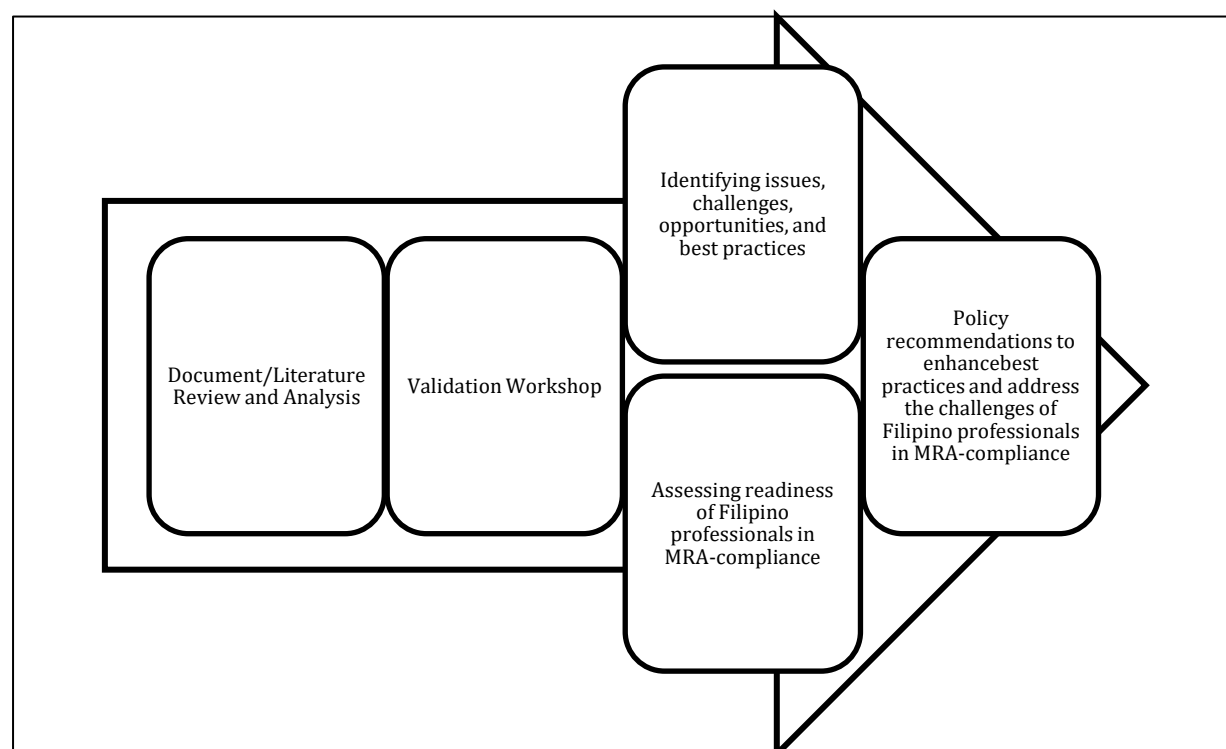 Document/Literature
Review and Analysis
Validation Workshop
Identifying issues,
challenges,
opportunities, and
best practices
Assessing readiness
of Filipino
professionals in
MRA-compliance
Policy
recommendations to
enhancebest
practices and address
the challenges of
Filipino professionals
in MRA-compliance